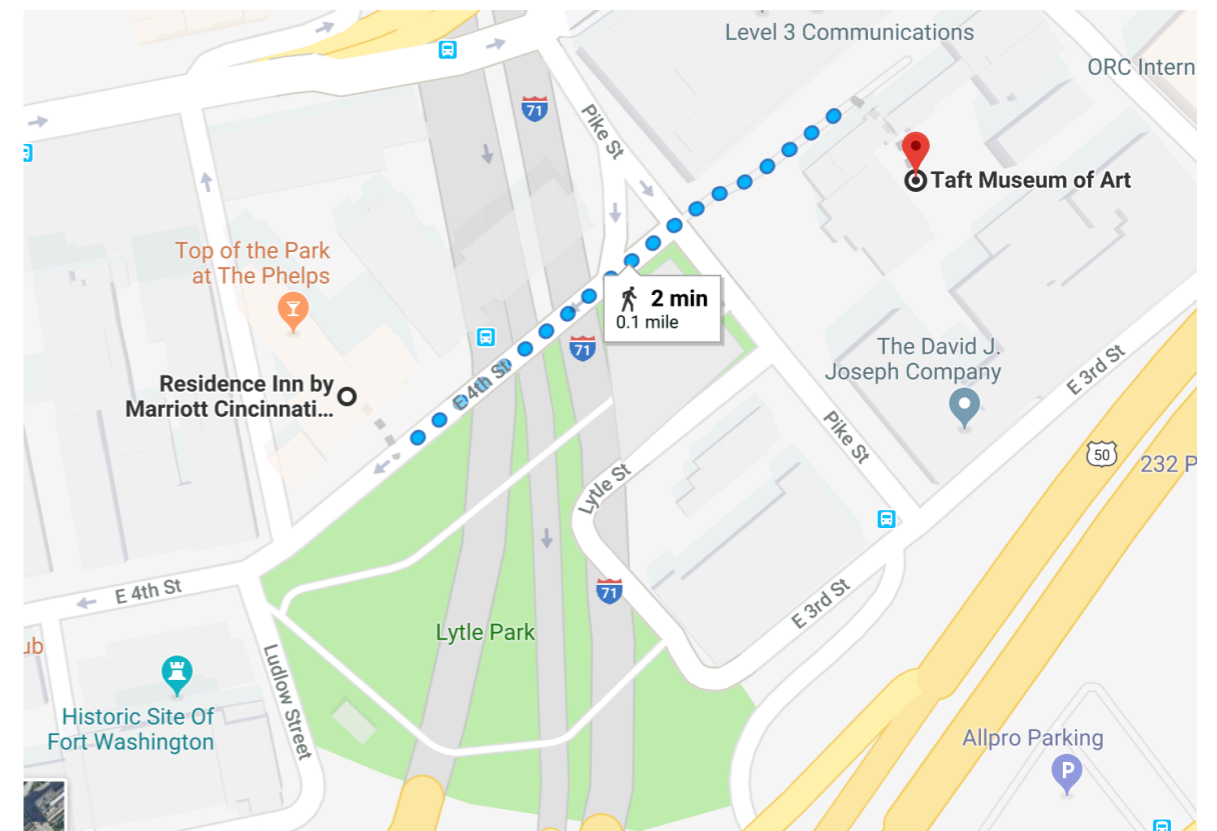 Level 3 Communications
ORC Intern
71
Pike St
Taft Museum of Art
Top of the Park
at The Phelps
2 min
0.1 mile
71
The David J.
Joseph Company
E 3rd St
Residence Inn by
Marriott Cincinnati...
E 4th St
Pike St
50
232 P
Lytle St
E 4th St
71
E 3rd St
Lytle Park
ub
Ludlow Street
Historic Site Of
Fort Washington
Allpro Parking
P